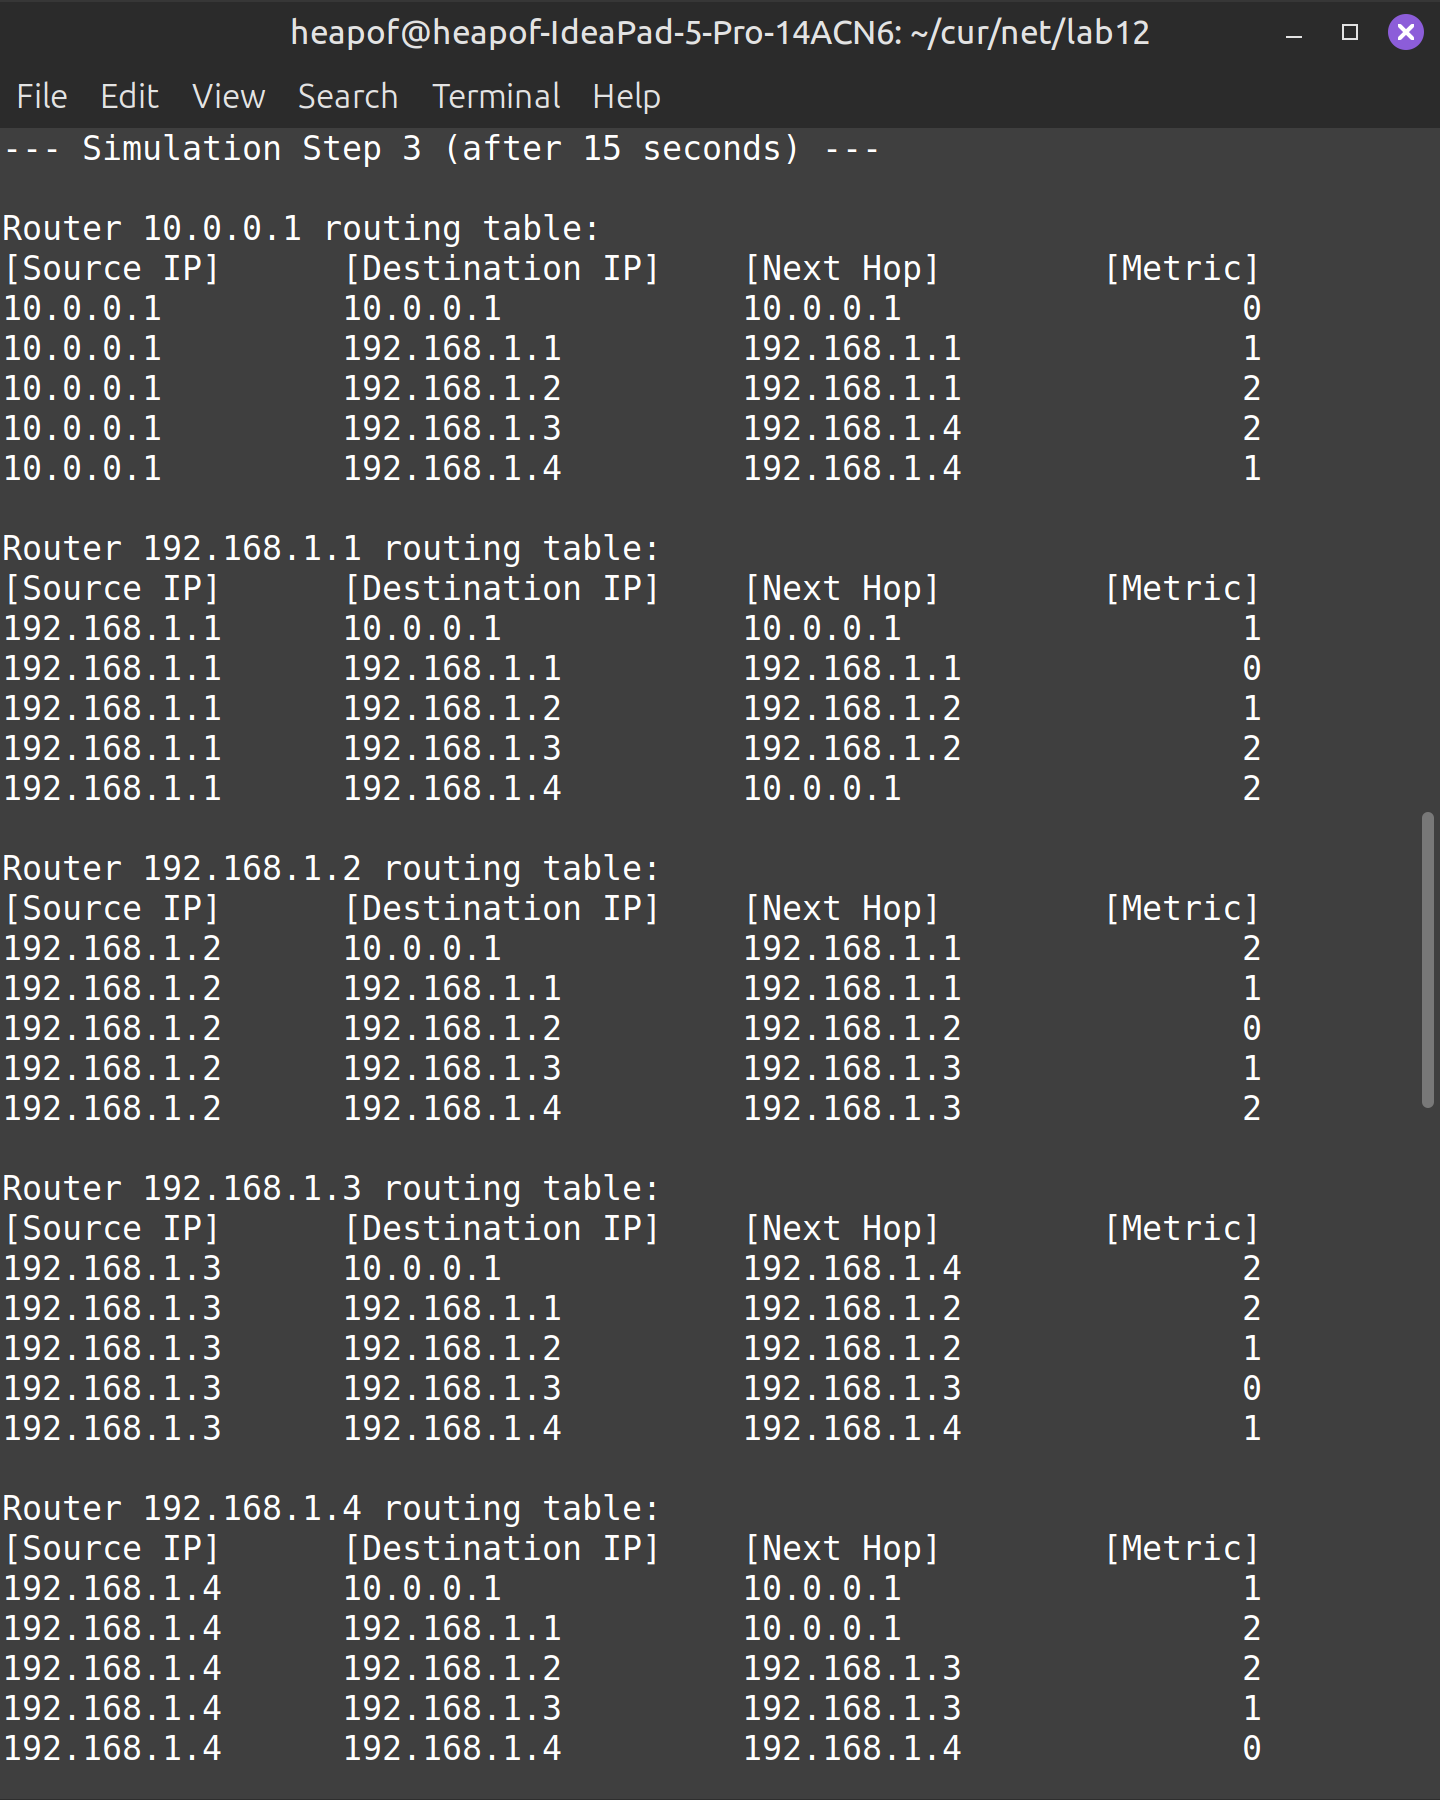 heapof@heapof-IdeaPad-5-Pro-14ACN6: ~/cur/net/lab12
File Edit View Search Terminal Help
--- Simulation Step 3 (after 15 seconds) ---
Router 10.0.0.1 routing table:
[Source IP] [Destination IP] [Next Hop] [Metric]
10.0.0.1 10.0.0.1 10.0.0.1 0
10.0.0.1 192.168.1.1 192.168.1.1 1
10.0.0.1 192.168.1.2 192.168.1.1 2
10.0.0.1 192.168.1.3 192.168.1.4 2
10.0.0.1 192.168.1.4 192.168.1.4 1
Router 192.168.1.1 routing table:
[Source IP] [Destination IP] [Next Hop] [Metric]
192.168.1.1 10.0.0.1 10.0.0.1 1
192.168.1.1 192.168.1.1 192.168.1.1 0
192.168.1.1 192.168.1.2 192.168.1.2 1
192.168.1.1 192.168.1.3 192.168.1.2 2
192.168.1.1 192.168.1.4 10.0.0.1 2
Router 192.168.1.2 routing table:
[Source IP] [Destination IP] [Next Hop] [Metric]
192.168.1.2 10.0.0.1 192.168.1.1 2
192.168.1.2 192.168.1.1 192.168.1.1 1
192.168.1.2 192.168.1.2 192.168.1.2 0
192.168.1.2 192.168.1.3 192.168.1.3 1
192.168.1.2 192.168.1.4 192.168.1.3 2
Router 192.168.1.3 routing table:
[Source IP] [Destination IP] [Next Hop] [Metric]
192.168.1.3 10.0.0.1 192.168.1.4 2
192.168.1.3 192.168.1.1 192.168.1.2 2
192.168.1.3 192.168.1.2 192.168.1.2 1
192.168.1.3 192.168.1.3 192.168.1.3 0
192.168.1.3 192.168.1.4 192.168.1.4 1
Router 192.168.1.4 routing table:
[Source IP] [Destination IP] [Next Hop] [Metric]
192.168.1.4 10.0.0.1 10.0.0.1 1
192.168.1.4 192.168.1.1 10.0.0.1 2
192.168.1.4 192.168.1.2 192.168.1.3 2
192.168.1.4 192.168.1.3 192.168.1.3 1
192.168.1.4 192.168.1.4 192.168.1.4 0